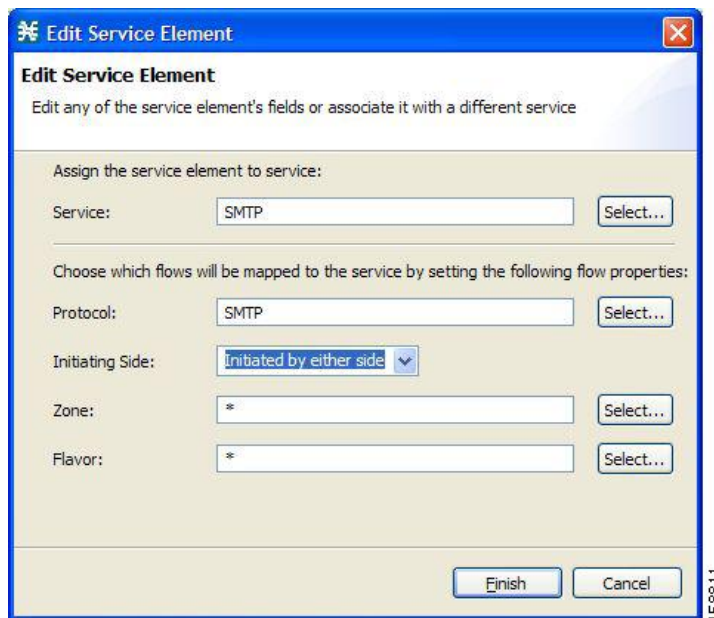 Edit Service Element
Edit Service Element
Edit any of the service element's fields or associate it with a different service
Assign the service element to service:
Service: SMTP Select...
Choose which flows will be mapped to the service by setting the following flow properties:
Protocol: SMTP Select...
Initiating Side: Initiated by either side
Zone: * Select...
Flavor: * Select...
Finish Cancel